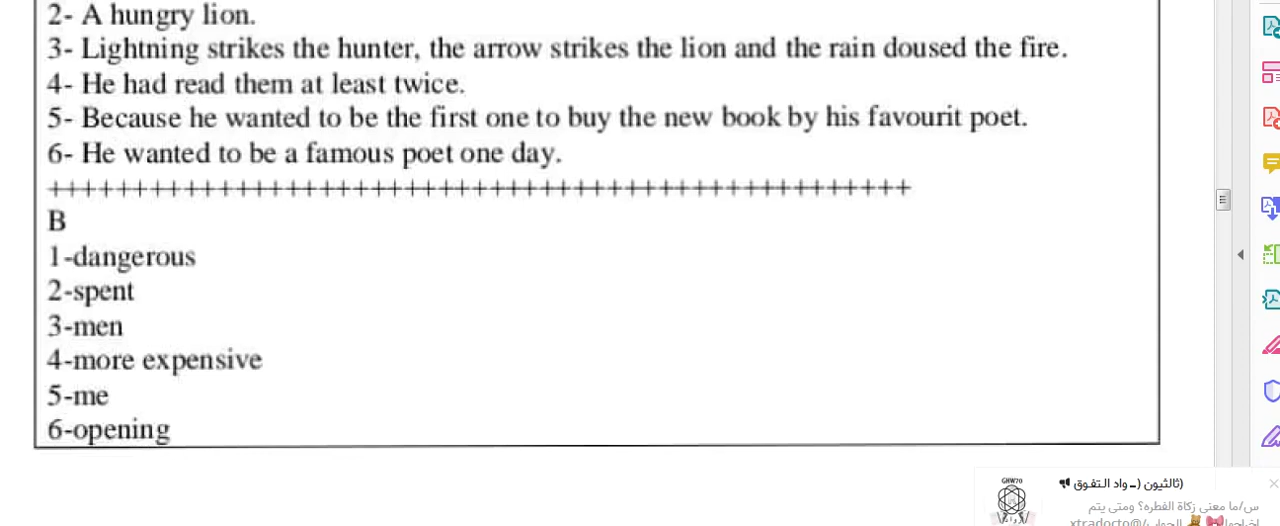 2- A hungry lion.
3- Lightning strikes the hunter, the arrow strikes the lion and the rain doused the fire.
4- He had read them at least twice.
5- Because he wanted to be the first one to buy the new book by his favourit poet.
6- He wanted to be a famous poet one day.
++++++++++++++++++++++++++++++++++++++++++++++++++
B
1-dangerous
2-spent
3-men
4-more expensive
5-me
6-opening
(ثالثيون (ـ واد التفوق
س/ما معنى زكاة الفطره؟ ومتى يتم
xtradocto@/